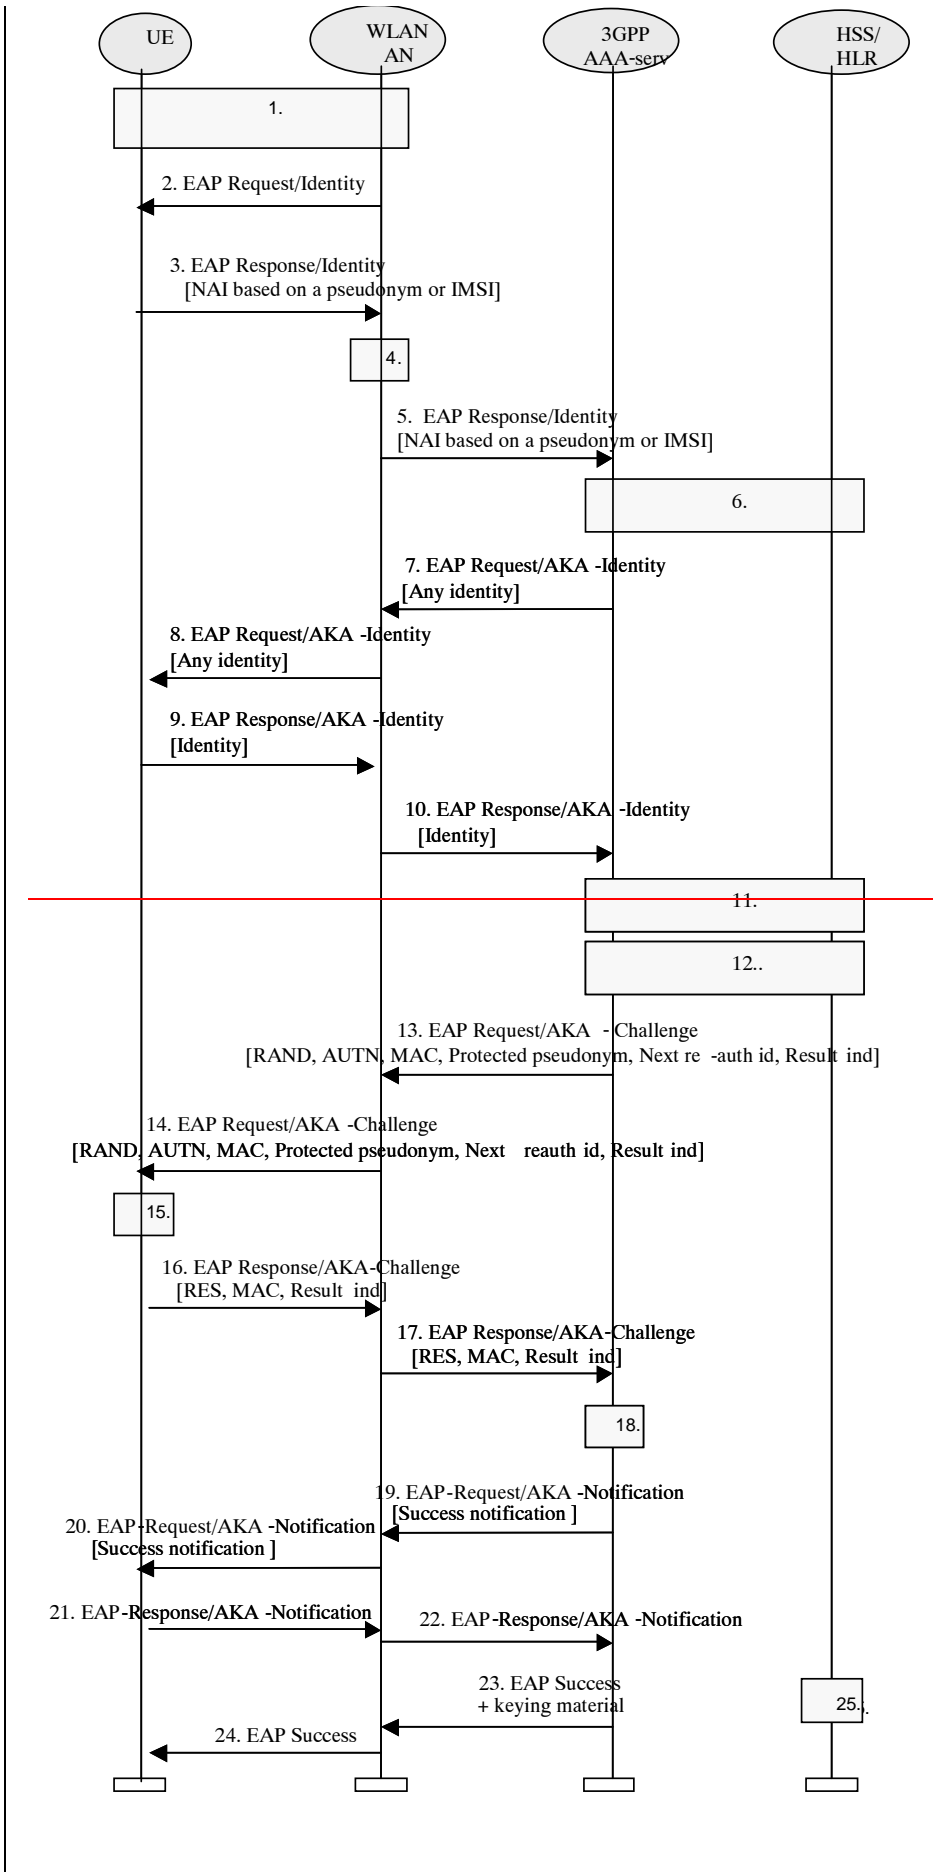 UE
WLAN
AN
3GPP
AAA-serv
HSS/
HLR
1.
2. EAP Request/Identity
3. EAP Response/Identity
[NAI based on a pseudonym or IMSI]
4.
5. EAP Response/Identity
[NAI based on a pseudonym or IMSI]
6.
7. EAP Request/AKA -Identity
[Any identity]
8. EAP Request/AKA -Identity
[Any identity]
9. EAP Response/AKA -Identity
[Identity]
10. EAP Response/AKA -Identity
[Identity]
11.
12..
13. EAP Request/AKA - Challenge
[RAND, AUTN, MAC, Protected pseudonym, Next re -auth id, Result ind]
14. EAP Request/AKA -Challenge
[RAND, AUTN, MAC, Protected pseudonym, Next reauth id, Result ind]
15.
16. EAP Response/AKA-Challenge
[RES, MAC, Result ind]
17. EAP Response/AKA-Challenge
[RES, MAC, Result ind]
18.
19. EAP-Request/AKA -Notification
[Success notification ]
20. EAP-Request/AKA -Notification
[Success notification ]
21. EAP-Response/AKA -Notification
22. EAP-Response/AKA -Notification
23. EAP Success
+ keying material
25.
24. EAP Success